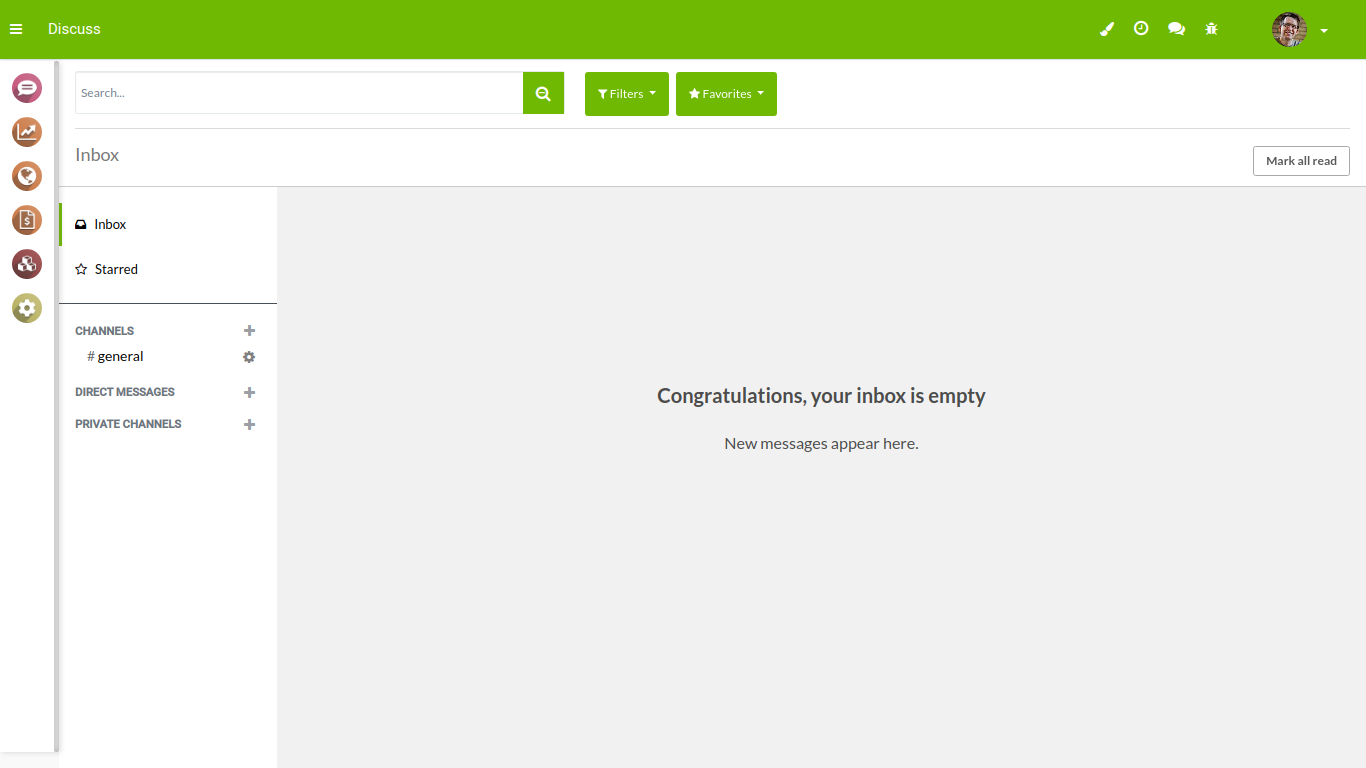 Discuss
Search...
Filters
Favorites
Inbox
Mark all read
Inbox
Starred
CHANNELS
# general
DIRECT MESSAGES
PRIVATE CHANNELS
Congratulations, your inbox is empty
New messages appear here.